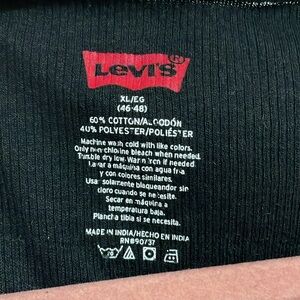 Levi's
XL/EG
(46-48)
60% COTTON/ALGODÓN
40% POLYESTER/POLIÉSTER
Machine wash cold with like colors.
Only non-chlorine bleach when needed.
Tumble dry low. Warm iron if needed.
Lavar a máquina con agua fría
y con colores similares.
Usar solamente blanqueador sin
cloro cuando se necesite.
Secar en máquina a
temperatura baja.
Plancha tibia si se necesita.
MADE IN INDIA/HECHO EN INDIA
RN 890/37